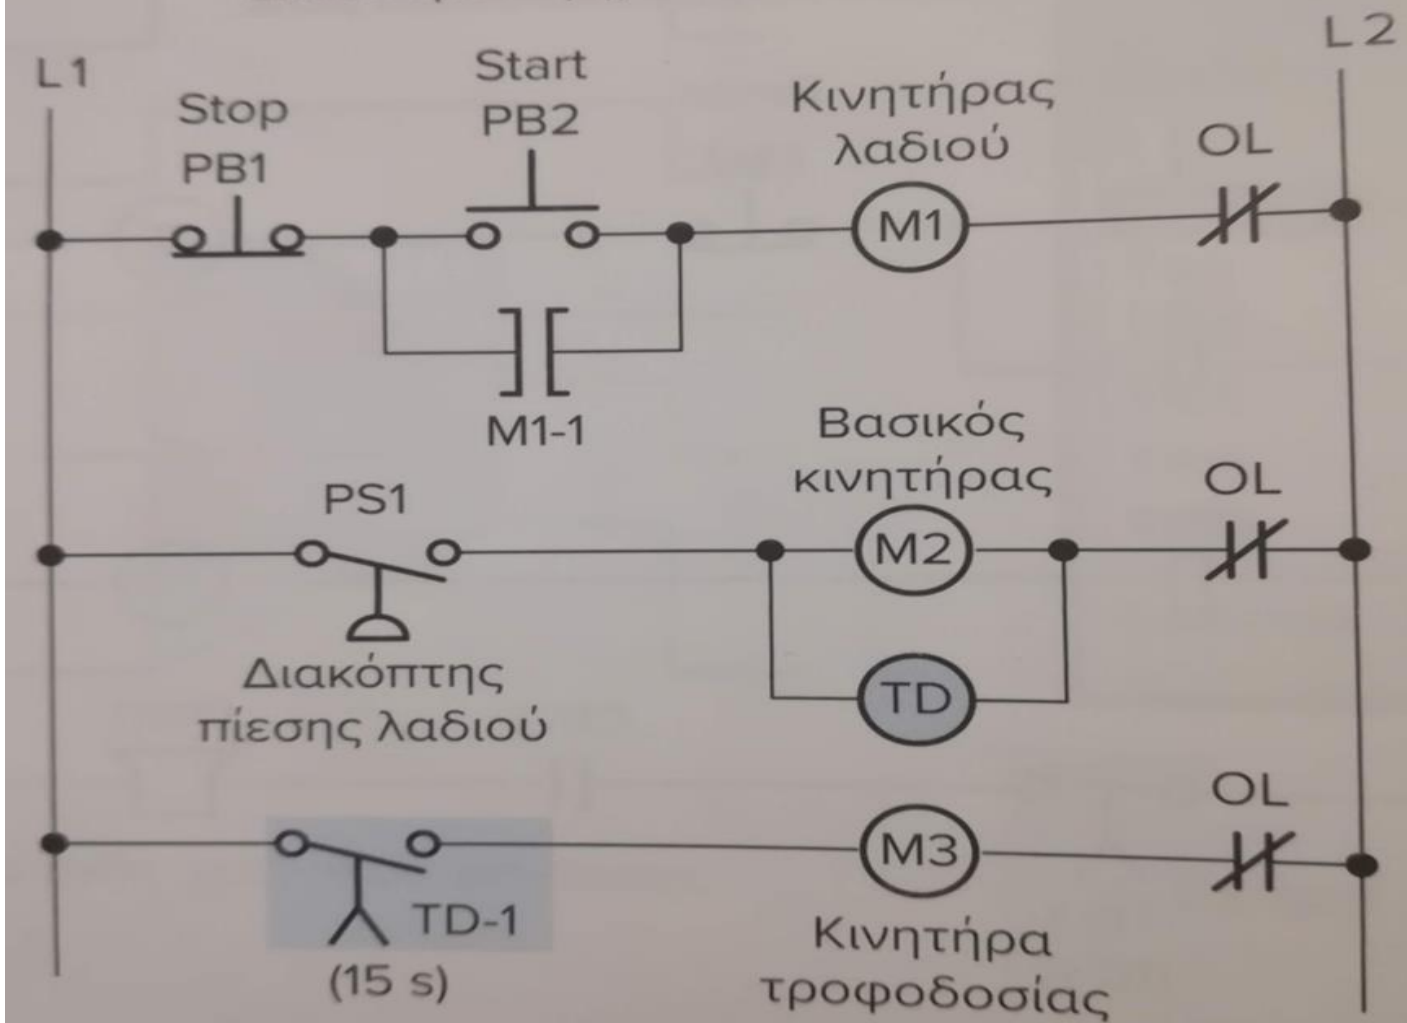 L1
L2
Stop
PB1
Start
PB2
Κινητήρας
λαδιού
OL
M1
M1-1
PS1
Διακόπτης
πίεσης λαδιού
Βασικός
κινητήρας
OL
M2
TD
TD-1
(15 s)
M3
OL
Κινητήρα
τροφοδοσίας